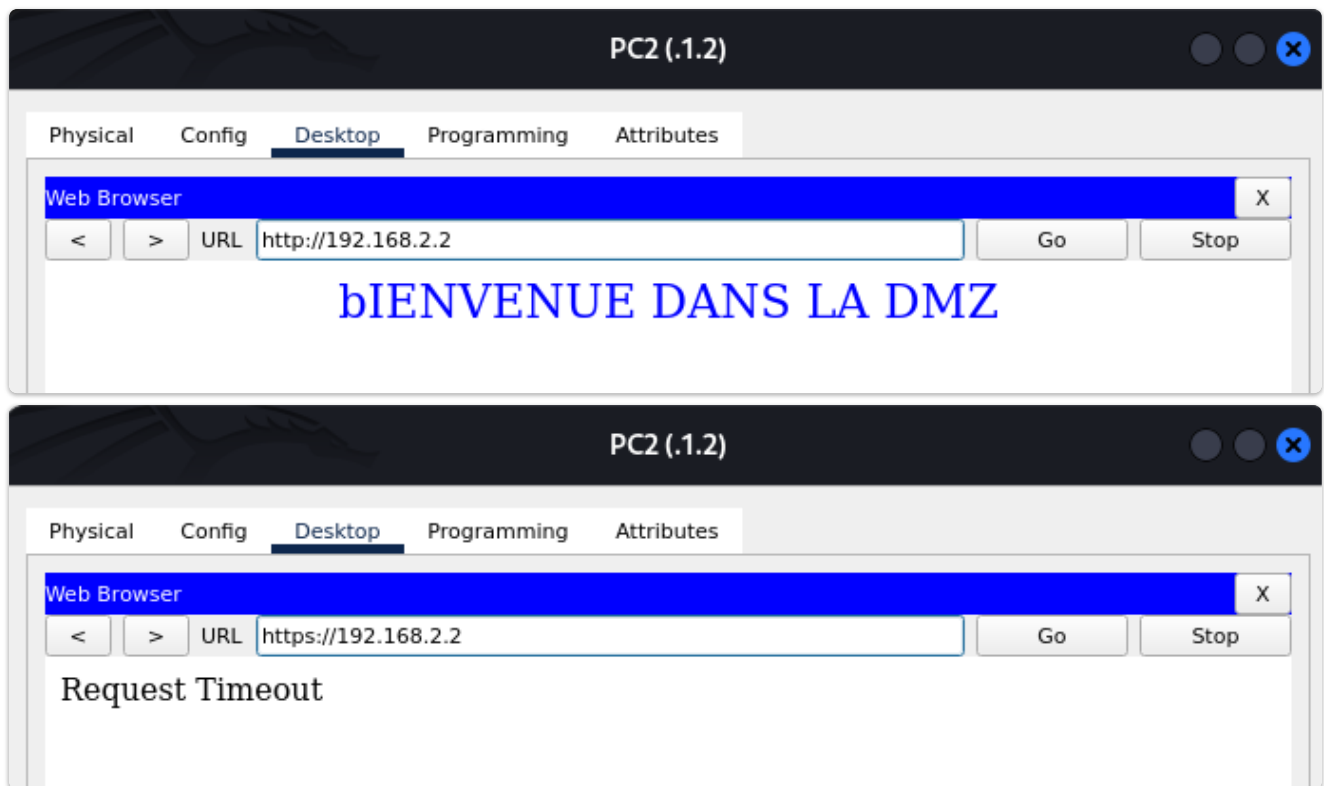 PC2 (.1.2)
Physical Config Desktop Programming Attributes
Web Browser X
< > URL http://192.168.2.2 Go Stop
bIENVENUE DANS LA DMZ
PC2 (.1.2)
Physical Config Desktop Programming Attributes
Web Browser X
< > URL https://192.168.2.2 Go Stop
Request Timeout